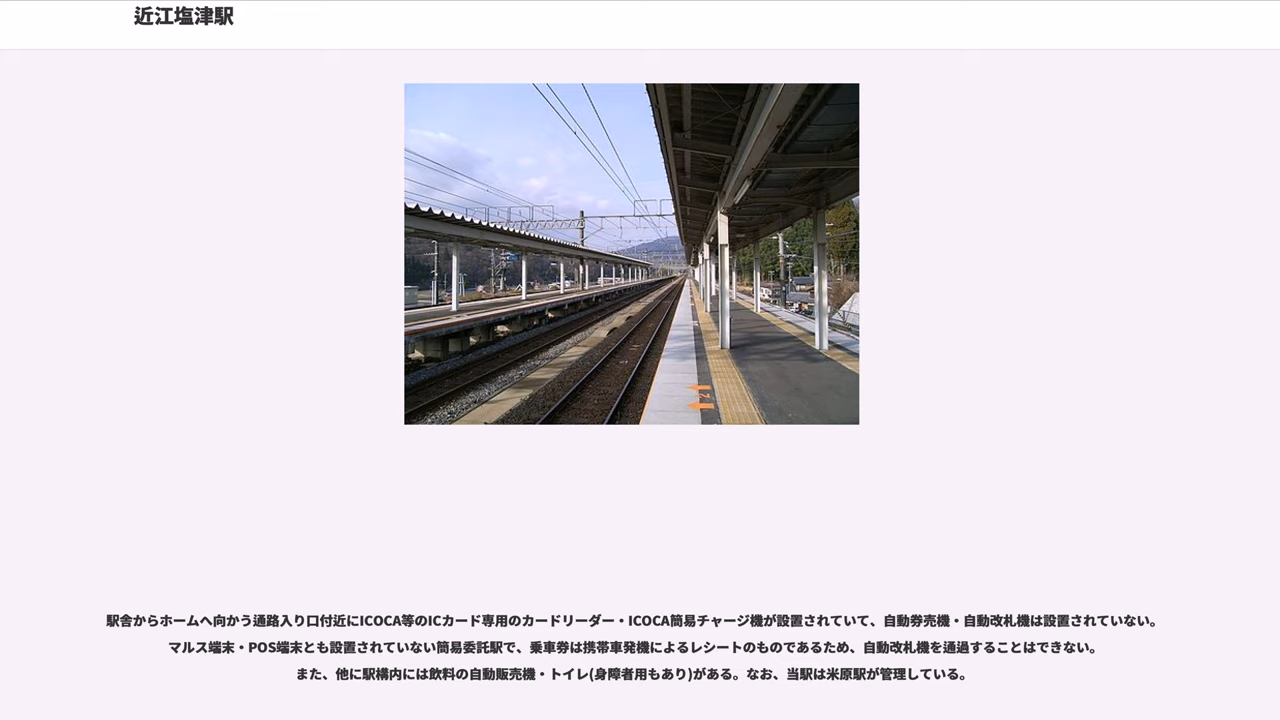 近江塩津駅
2
駅舎からホームへ向かう通路入り口付近にICOCA等のICカード専用のカードリーダー・ICOCA簡易チャージ機が設置されていて、自動券売機・自動改札機は設置されていない。
マルス端末・POS端末とも設置されていない簡易委託駅で、乗車券は携帯車発機によるレシートのものであるため、自動改札機を通過することはできない。
また、他に駅構内には飲料の自動販売機・トイレ(身障者用もあり)がある。なお、当駅は米原駅が管理している。